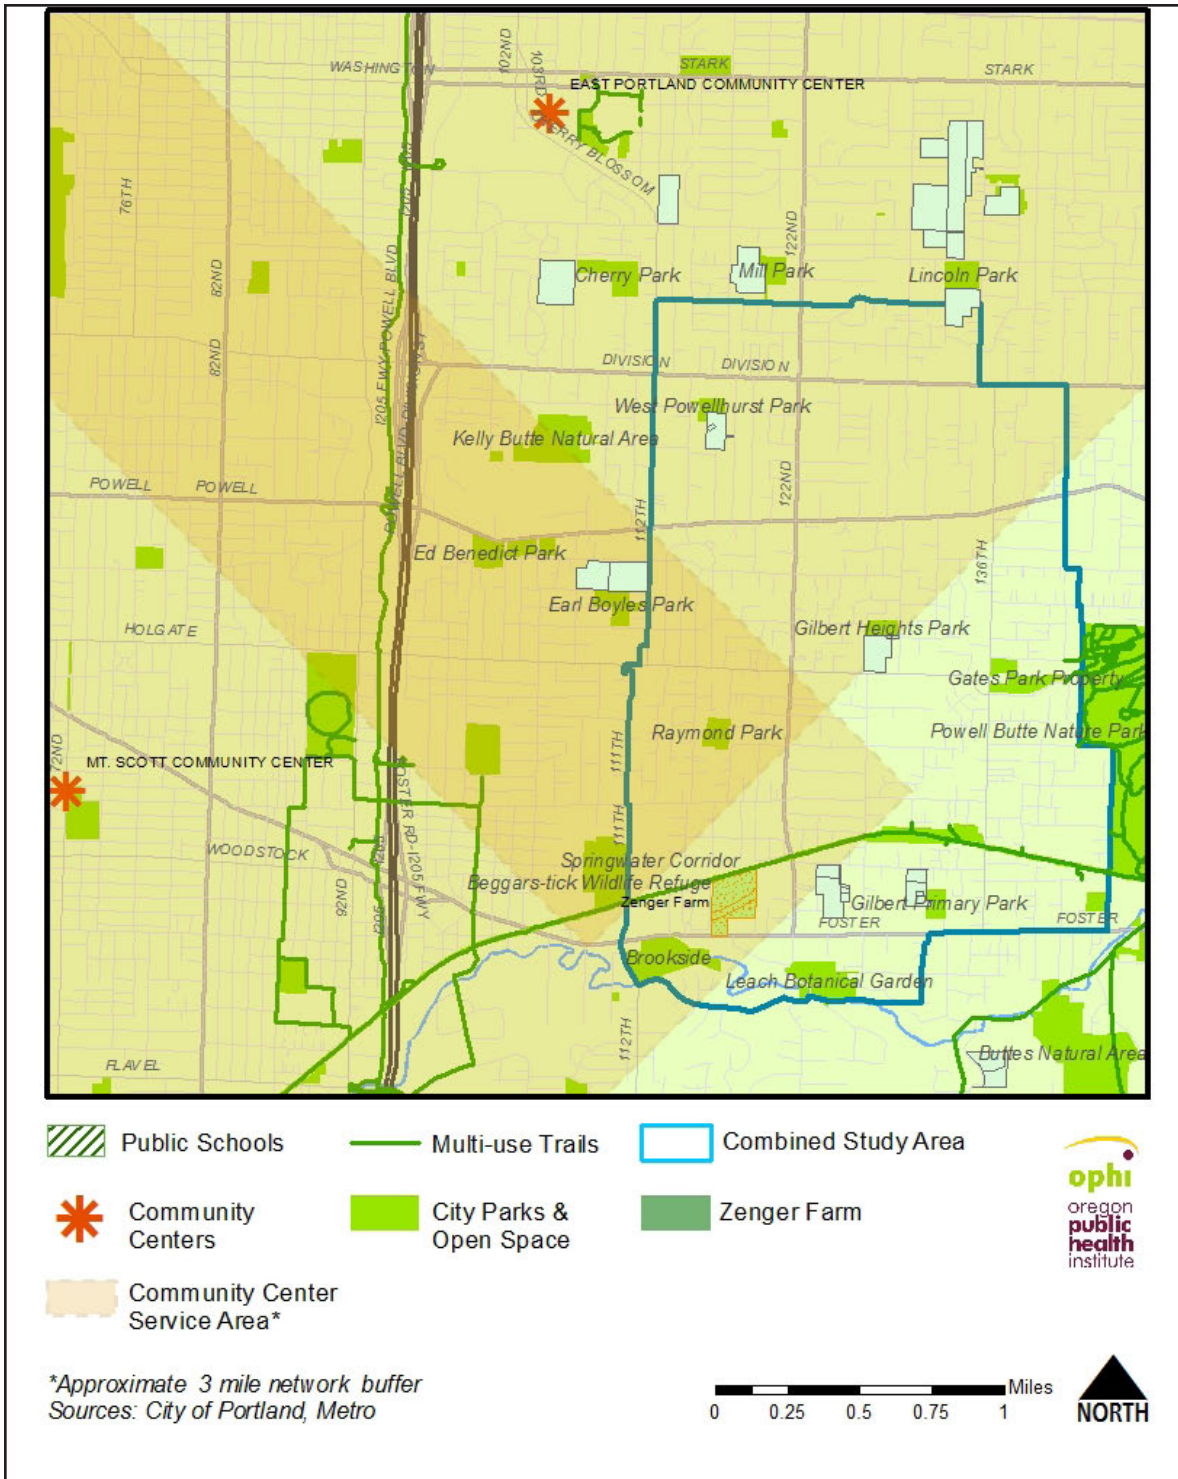 WASHINGTON
102ND
103RD
STARK
STARK
EAST PORTLAND COMMUNITY CENTER
CHERRY BLOSSOM
76TH
I205
I205
122ND
82ND
Cherry Park
Mill Park
Lincoln Park
I205 FWY-POWELL BLVD
82ND
DIVISION
DIVISION
West Powellhurst Park
Kelly Butte Natural Area
POWELL
POWELL
122ND
112TH
Ed Benedict Park
136TH
Earl Boyles Park
HOLGATE
Gilbert Heights Park
Gates Park Property
72ND
Raymond Park
Powell Butte Nature Park
111TH
MT. SCOTT COMMUNITY CENTER
FOSTER RD-I205 FWY
111TH
WOODSTOCK
I205
Springwater Corridor
Beggars-tick Wildlife Refuge
92ND
I205
Zenger Farm
Gilbert Primary Park
FOSTER
FOSTER
Brookside
Leach Botanical Garden
112TH
Buttes Natural Area
FLAVEL
Public Schools
Multi-use Trails
Combined Study Area
Community
Centers
City Parks &
Open Space
Zenger Farm
Community Center
Service Area*
ophi
oregon
public
health
institute
*Approximate 3 mile network buffer
Sources: City of Portland, Metro
Miles
0 0.25 0.5 0.75 1
NORTH